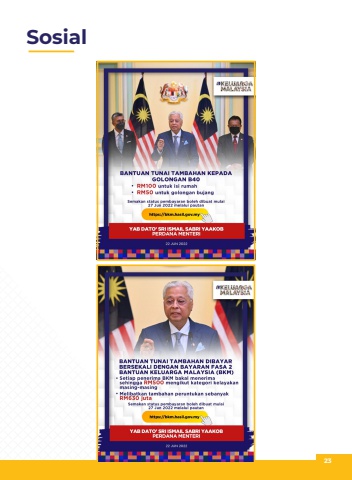 Sosial
#KELUARGA
MALAYSIA
BANTUAN TUNAI TAMBAHAN KEPADA
GOLONGAN B40
• RM100 untuk isi rumah
• RM50 untuk golongan bujang
Semakan status pembayaran boleh dibuat mulai
27 Jun 2022 melalui pautan
https://bkm.hasil.gov.my
YAB DATO' SRI ISMAIL SABRI YAAKOB
PERDANA MENTERI
22 JUN 2022
#KELUARGA
MALAYSIA
BANTUAN TUNAI TAMBAHAN DIBAYAR
BERSEKALI DENGAN BAYARAN FASA 2
BANTUAN KELUARGA MALAYSIA (BKM)
• Setiap penerima BKM bakal menerima
sehingga RM500 mengikut kategori kelayakan
masing-masing
• Melibatkan tambahan peruntukan sebanyak
RM630 juta
Semakan status pembayaran boleh dibuat mulai
27 Jun 2022 melalui pautan
https://bkm.hasil.gov.my
YAB DATO' SRI ISMAIL SABRI YAAKOB
PERDANA MENTERI
22 JUN 2022
23